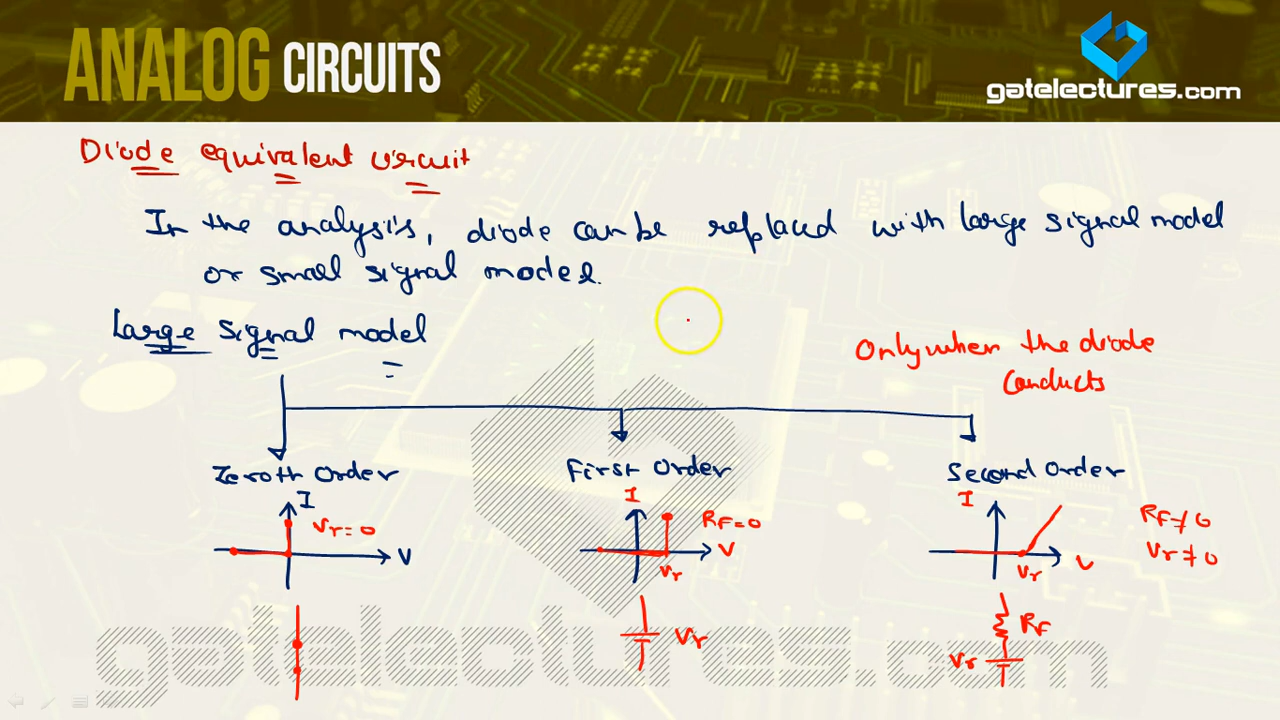 ANALOG CIRCUITS
gatelectures.com
Diode equivalent circuit
In the analysis, diode can be replaced with large signal model
or small signal model.
Large signal model
Only when the diode
conducts
Zeroth Order
First Order
Second Order
I
Vr = 0
V
I
RF = 0
V
Vr
I
RF ≠ 0
Vr ≠ 0
V
Vr
Vr
RF
Vr
gatelectures.com